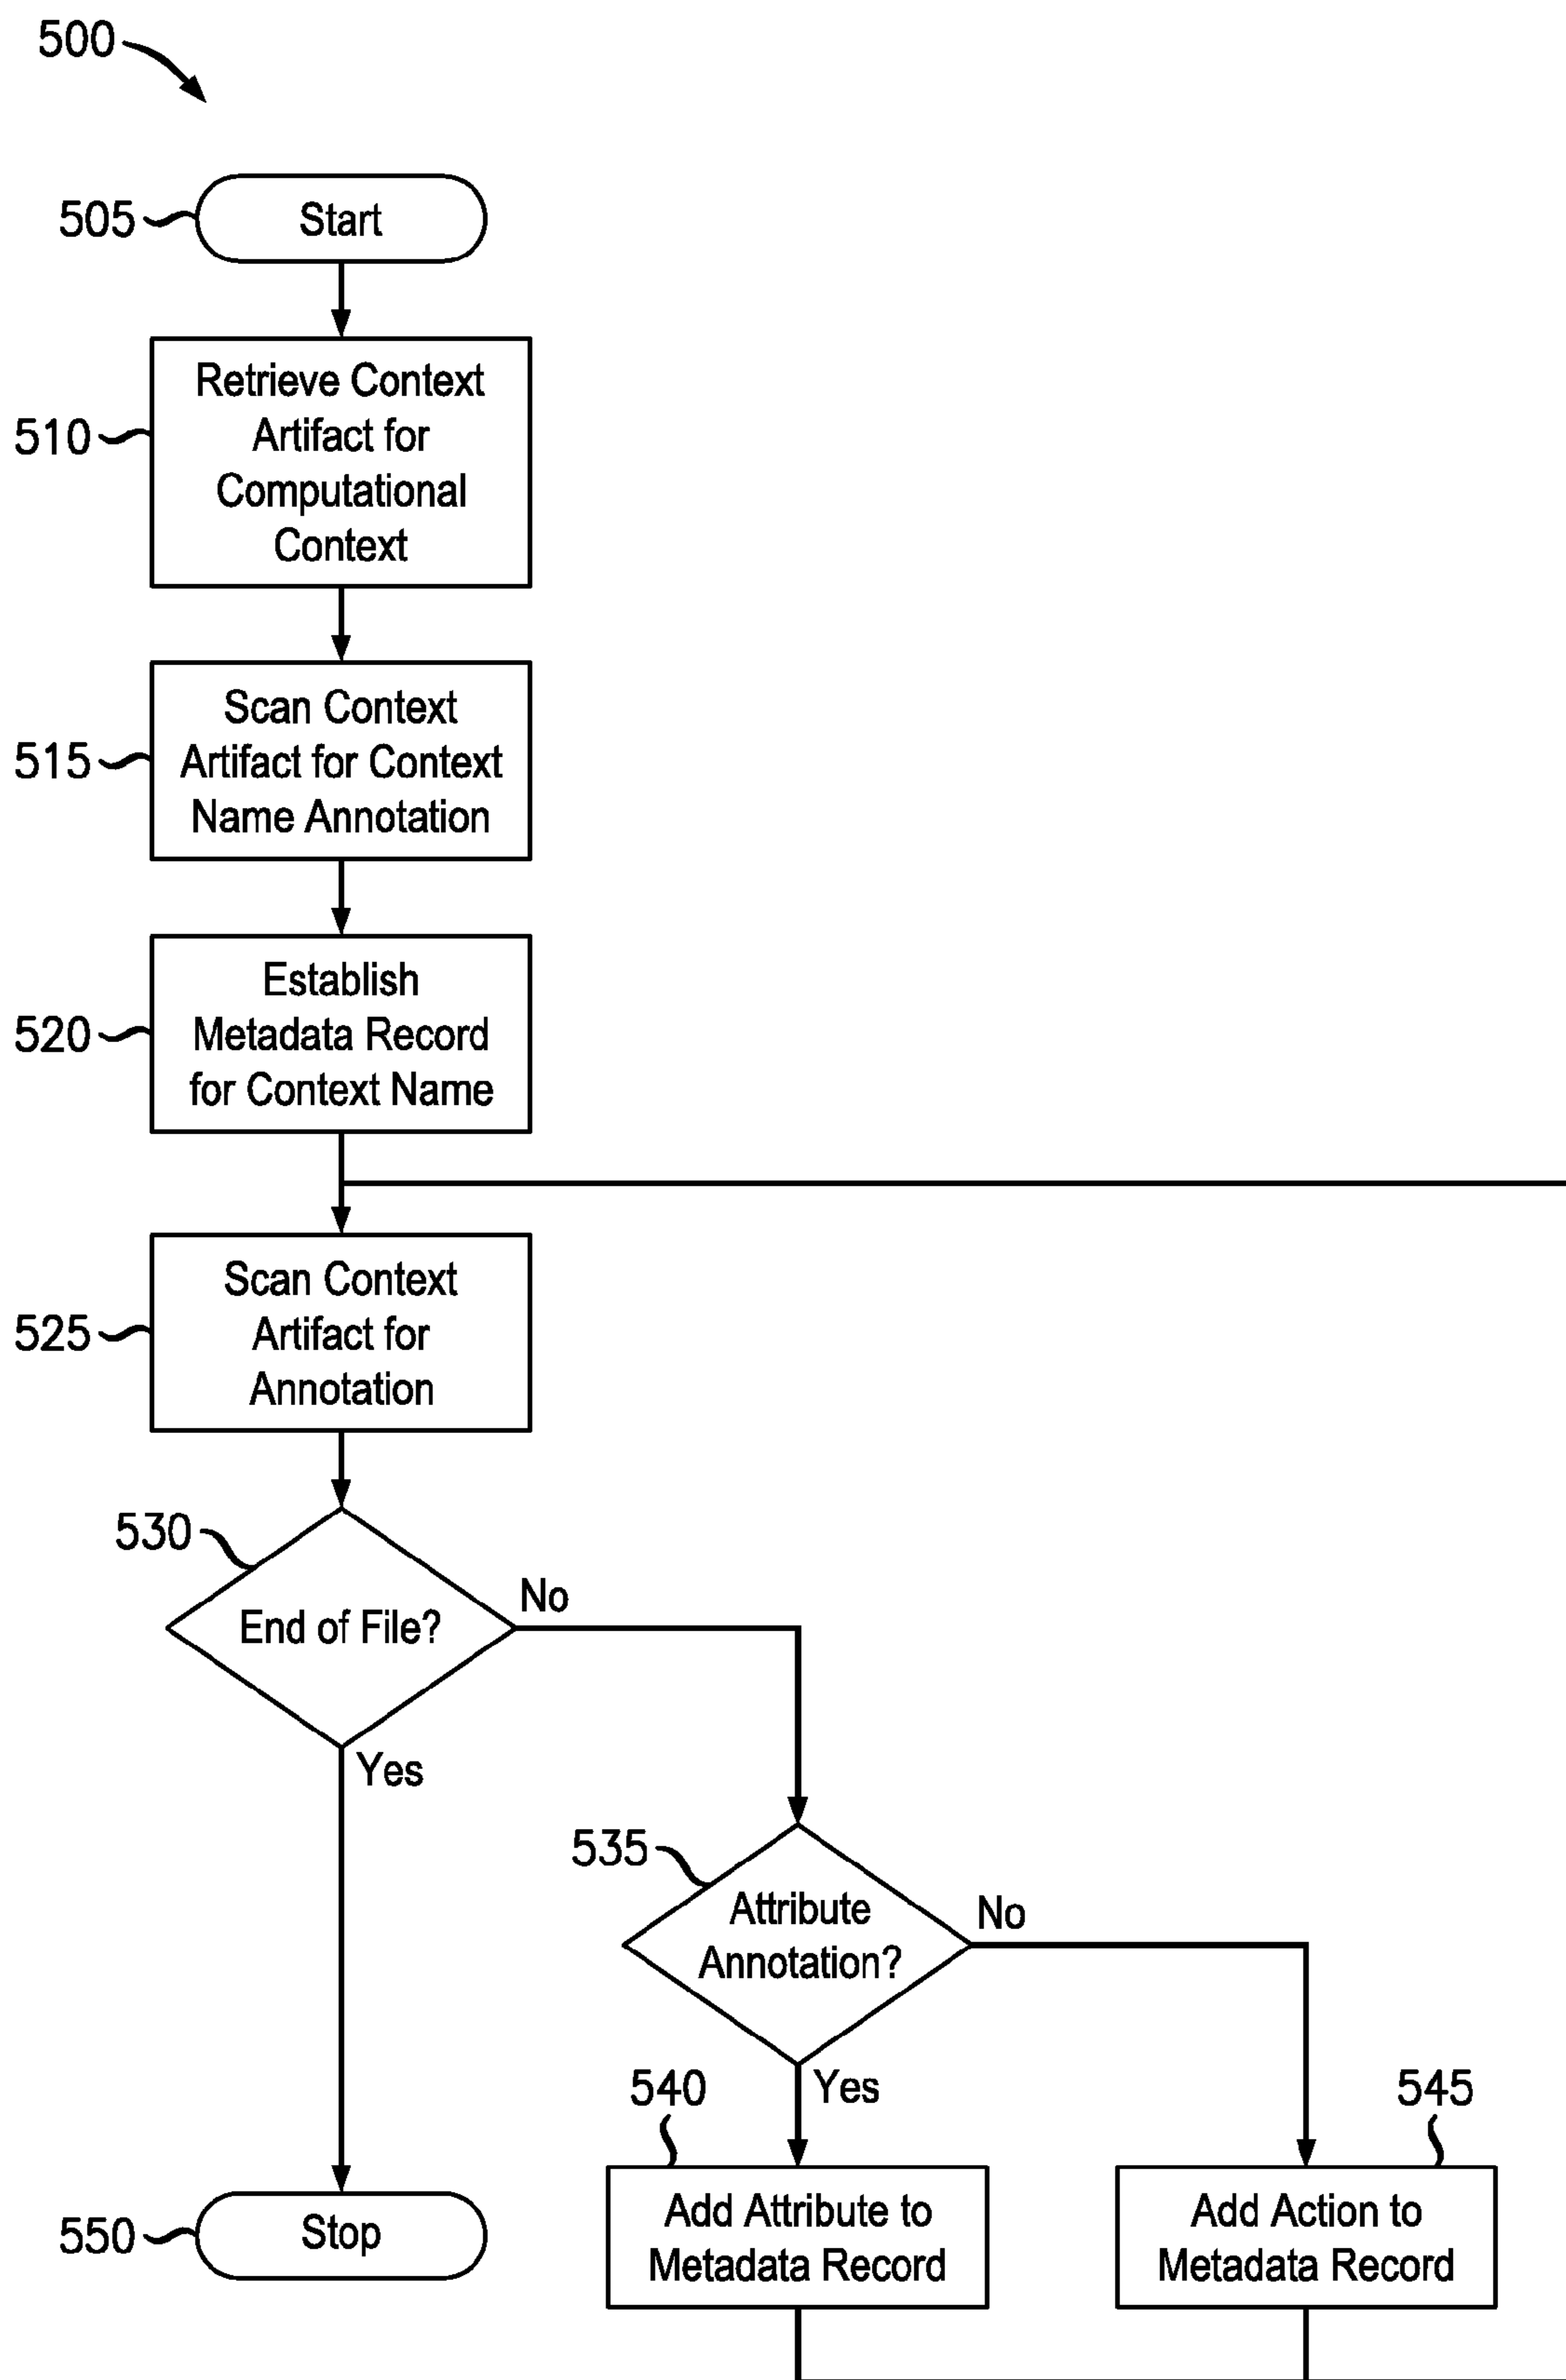 500
505
Start
510
Retrieve Context
Artifact for
Computational
Context
515
Scan Context
Artifact for Context
Name Annotation
520
Establish
Metadata Record
for Context Name
525
Scan Context
Artifact for
Annotation
530
End of File?
No
Yes
535
Attribute
Annotation?
No
Yes
540
Add Attribute to
Metadata Record
545
Add Action to
Metadata Record
550
Stop